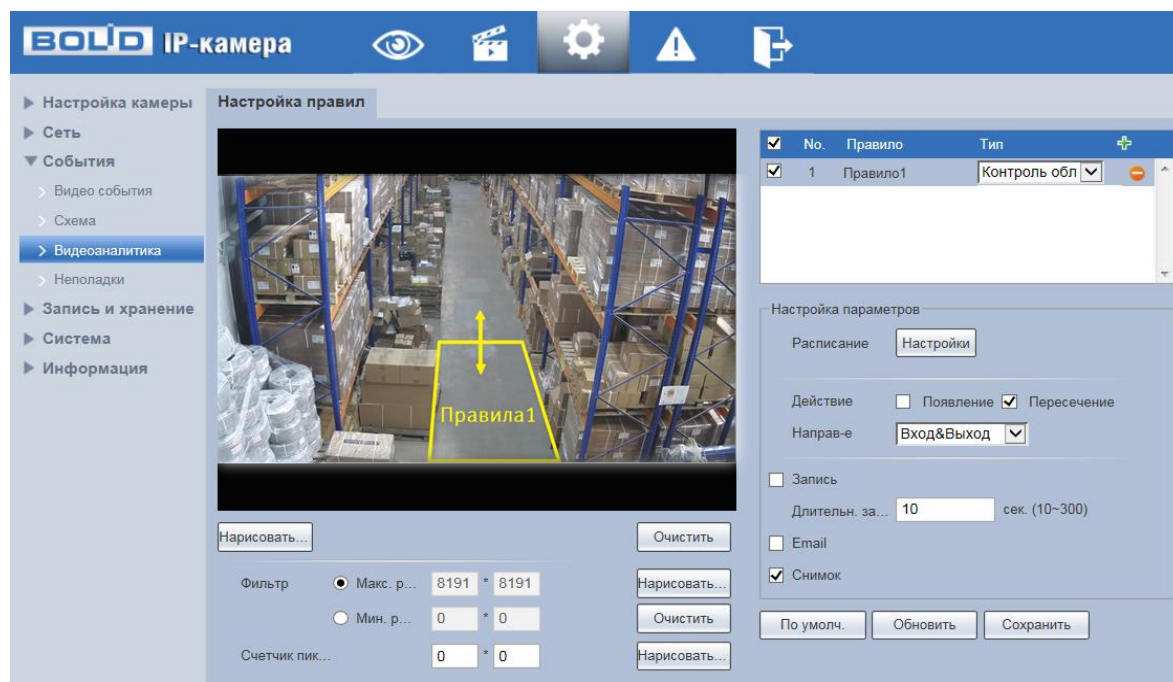 BOLID IP-камера
Настройка камеры
Сеть
События
Видео события
Схема
Видеоаналитика
Неполадки
Запись и хранение
Система
Информация
Настройка правил
Правила1
Нарисовать...
Очистить
Фильтр Макс. р... 8191 * 8191 Нарисовать...
Мин. р... 0 * 0 Очистить
Счетчик пик... 0 * 0 Нарисовать...
No. Правило Тип
1 Правило1 Контроль обл
Настройка параметров
Расписание Настройки
Действие Появление Пересечение
Направ-е Вход&Выход
Запись
Длительн. за... 10 сек. (10~300)
Email
Снимок
По умолч. Обновить Сохранить